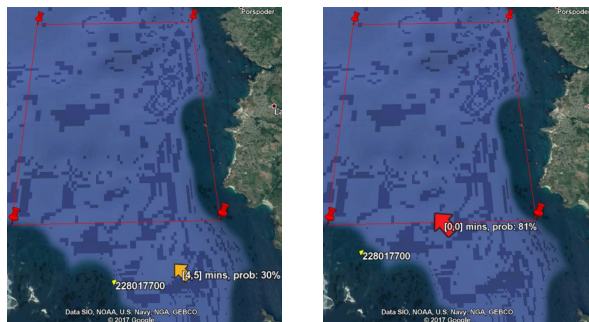 Porspoder
[4,5] mins, prob: 30%
228017700
Data SIO, NOAA, U.S. Navy, NGA, GEBCO
© 2017 Google
Porspoder
[0,0] mins, prob: 81%
228017700
Data SIO, NOAA, U.S. Navy, NGA, GEBCO
© 2017 Google